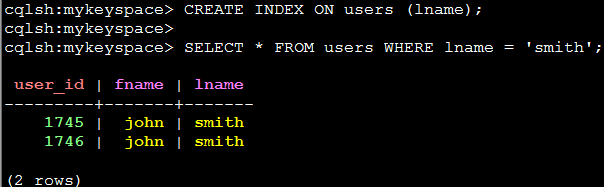 cqlsh:mykeyspace> CREATE INDEX ON users (lname);
cqlsh:mykeyspace>
cqlsh:mykeyspace> SELECT * FROM users WHERE lname = 'smith';
 user_id | fname | lname
---------+-------+-------
    1745 |  john | smith
    1746 |  john | smith
(2 rows)